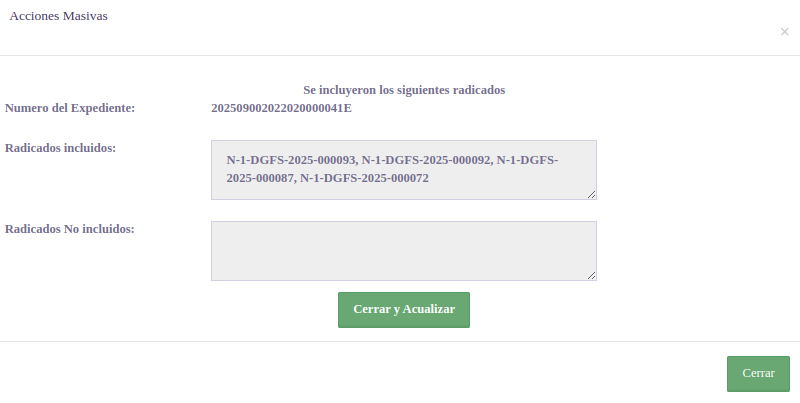 Acciones Masivas
×
Se incluyeron los siguientes radicados
Numero del Expediente: 202509002022020000041E
Radicados incluidos: N-1-DGFS-2025-000093, N-1-DGFS-2025-000092, N-1-DGFS-
2025-000087, N-1-DGFS-2025-000072
Radicados No incluidos:
Cerrar y Acualizar
Cerrar